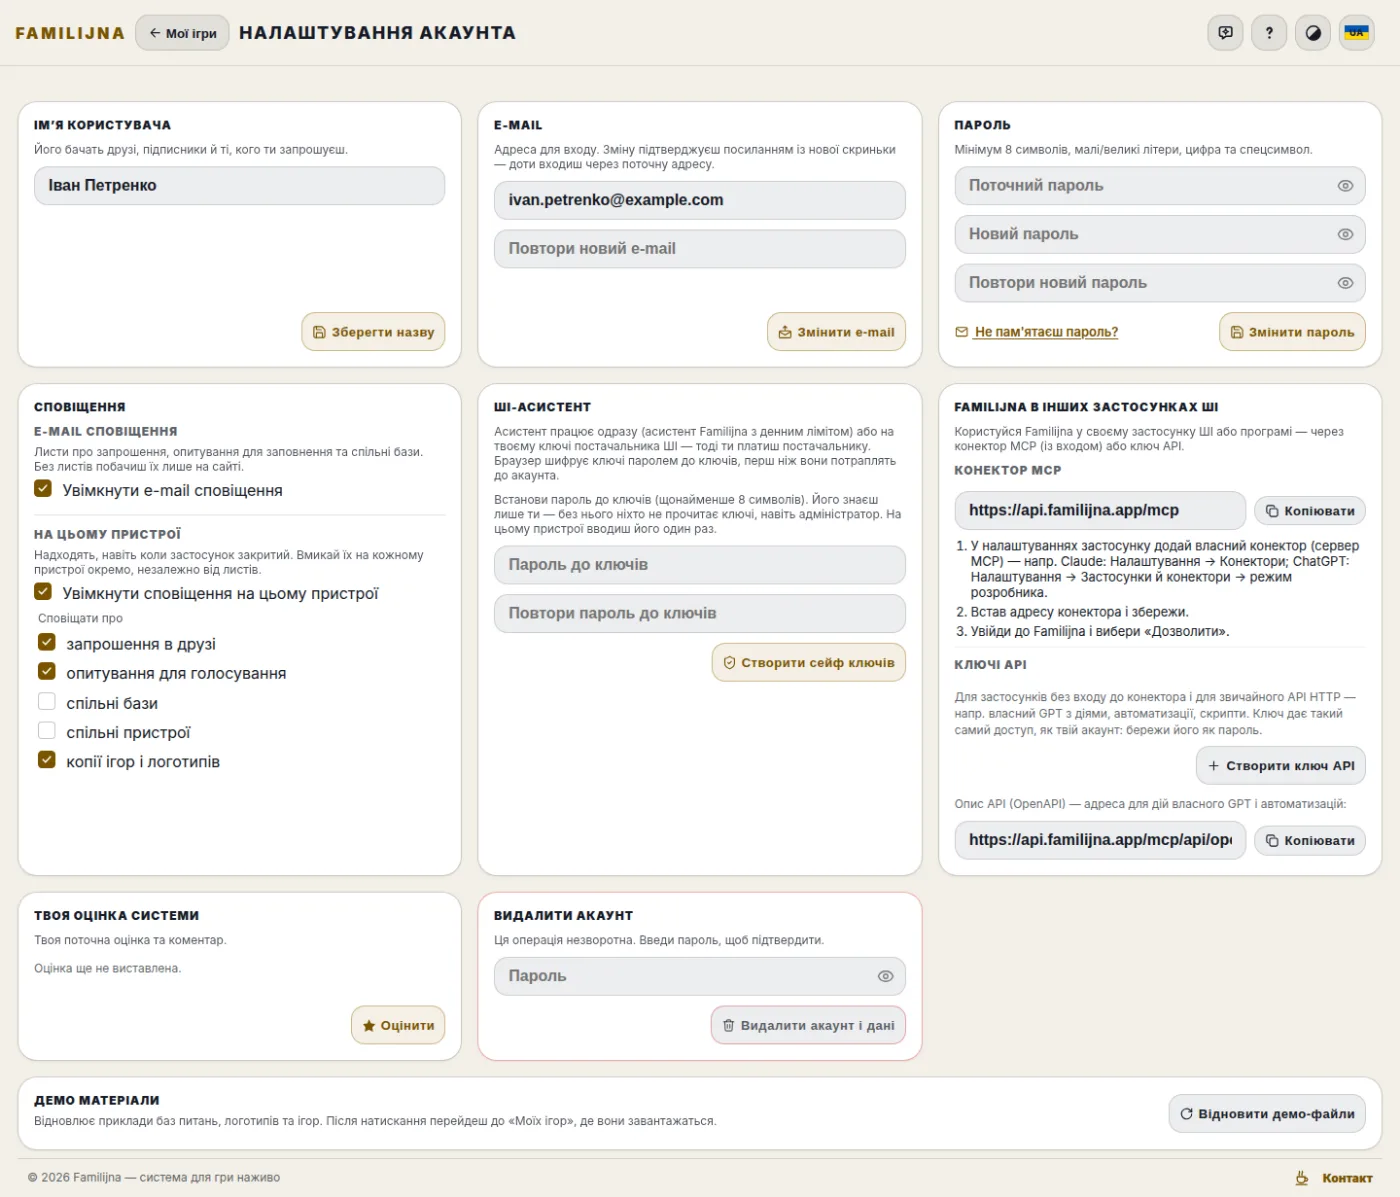 FAMILIJNA
← Мої ігри
НАЛАШТУВАННЯ АКАУНТА
?
UA
ІМ'Я КОРИСТУВАЧА
Його бачать друзі, підписники й ті, кого ти запрошуєш.
Іван Петренко
Зберегти назву
E-MAIL
Адреса для входу. Зміну підтверджуєш посиланням із нової скриньки
— доти входиш через поточну адресу.
ivan.petrenko@example.com
Повтори новий e-mail
Змінити e-mail
ПАРОЛЬ
Мінімум 8 символів, малі/великі літери, цифра та спецсимвол.
Поточний пароль
Новий пароль
Повтори новий пароль
Не пам'ятаєш пароль?
Змінити пароль
СПОВІЩЕННЯ
E-MAIL СПОВІЩЕННЯ
Листи про запрошення, опитування для заповнення та спільні бази.
Без листів побачиш їх лише на сайті.
Увімкнути e-mail сповіщення
НА ЦЬОМУ ПРИСТРОЇ
Надходять, навіть коли застосунок закритий. Вмикай їх на кожному
пристрої окремо, незалежно від листів.
Увімкнути сповіщення на цьому пристрої
Сповіщати про
запрошення в друзі
опитування для голосування
спільні бази
спільні пристрої
копії ігор і логотипів
ШІ-АСИСТЕНТ
Асистент працює одразу (асистент Familijna з денним лімітом) або на
твоєму ключі постачальника ШІ — тоді ти платиш постачальнику.
Браузер шифрує ключі паролем до ключів, перш ніж вони потраплять
до акаунта.
Встанови пароль до ключів (щонайменше 8 символів). Його знаєш
лише ти — без нього ніхто не прочитає ключі, навіть адміністратор. На
цьому пристрої вводиш його один раз.
Пароль до ключів
Повтори пароль до ключів
Створити сейф ключів
FAMILIJNA В ІНШИХ ЗАСТОСУНКАХ ШІ
Користуйся Familijna у своєму застосунку ШІ або програмі — через
конектор MCP (із входом) або ключ API.
КОНЕКТОР MCP
https://api.familijna.app/mcp
Копіювати
1. У налаштуваннях застосунку додай власний конектор (сервер
MCP) — напр. Claude: Налаштування → Конектори; ChatGPT:
Налаштування → Застосунки й конектори → режим
розробника.
2. Встав адресу конектора і збережи.
3. Увійди до Familijna і вибери «Дозволити».
КЛЮЧІ API
Для застосунків без входу до конектора і для звичайного API HTTP —
напр. власний GPT з діями, автоматизації, скрипти. Ключ дає такий
самий доступ, як твій акаунт: бережи його як пароль.
+ Створити ключ API
Опис API (OpenAPI) — адреса для дій власного GPT і автоматизацій:
https://api.familijna.app/mcp/api/ope
Копіювати
ТВОЯ ОЦІНКА СИСТЕМИ
Твоя поточна оцінка та коментар.
Оцінка ще не виставлена.
Оцінити
ВИДАЛИТИ АКАУНТ
Ця операція незворотна. Введи пароль, щоб підтвердити.
Пароль
Видалити акаунт і дані
ДЕМО МАТЕРІАЛИ
Відновлює приклади баз питань, логотипів та ігор. Після натискання перейдеш до «Моїх ігор», де вони завантажаться.
Відновити демо-файли
© 2026 Familijna — система для гри наживо
Контакт